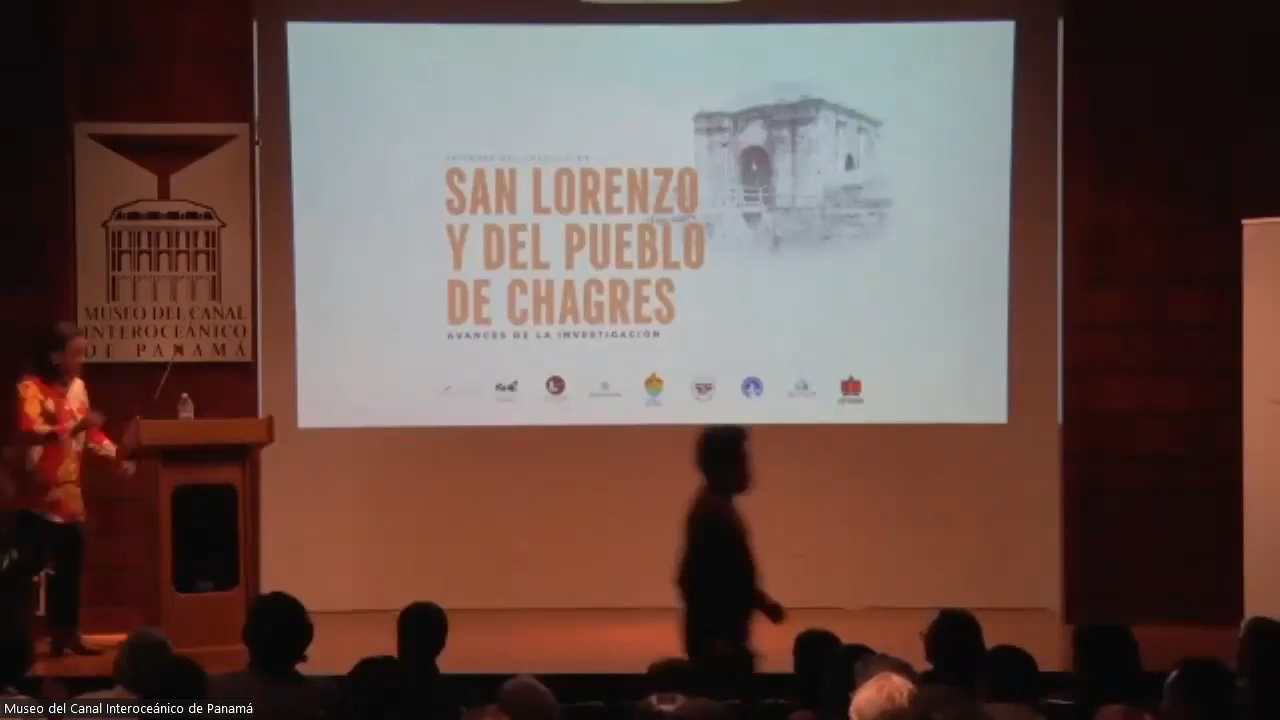 SAN LORENZO
Y DEL PUEBLO
DE CHAGRES
AVANCES DE LA INVESTIGACIÓN
MUSEO DEL CANAL
INTEROCEÁNICO
DE PANAMÁ
Museo del Canal Interoceánico de Panamá